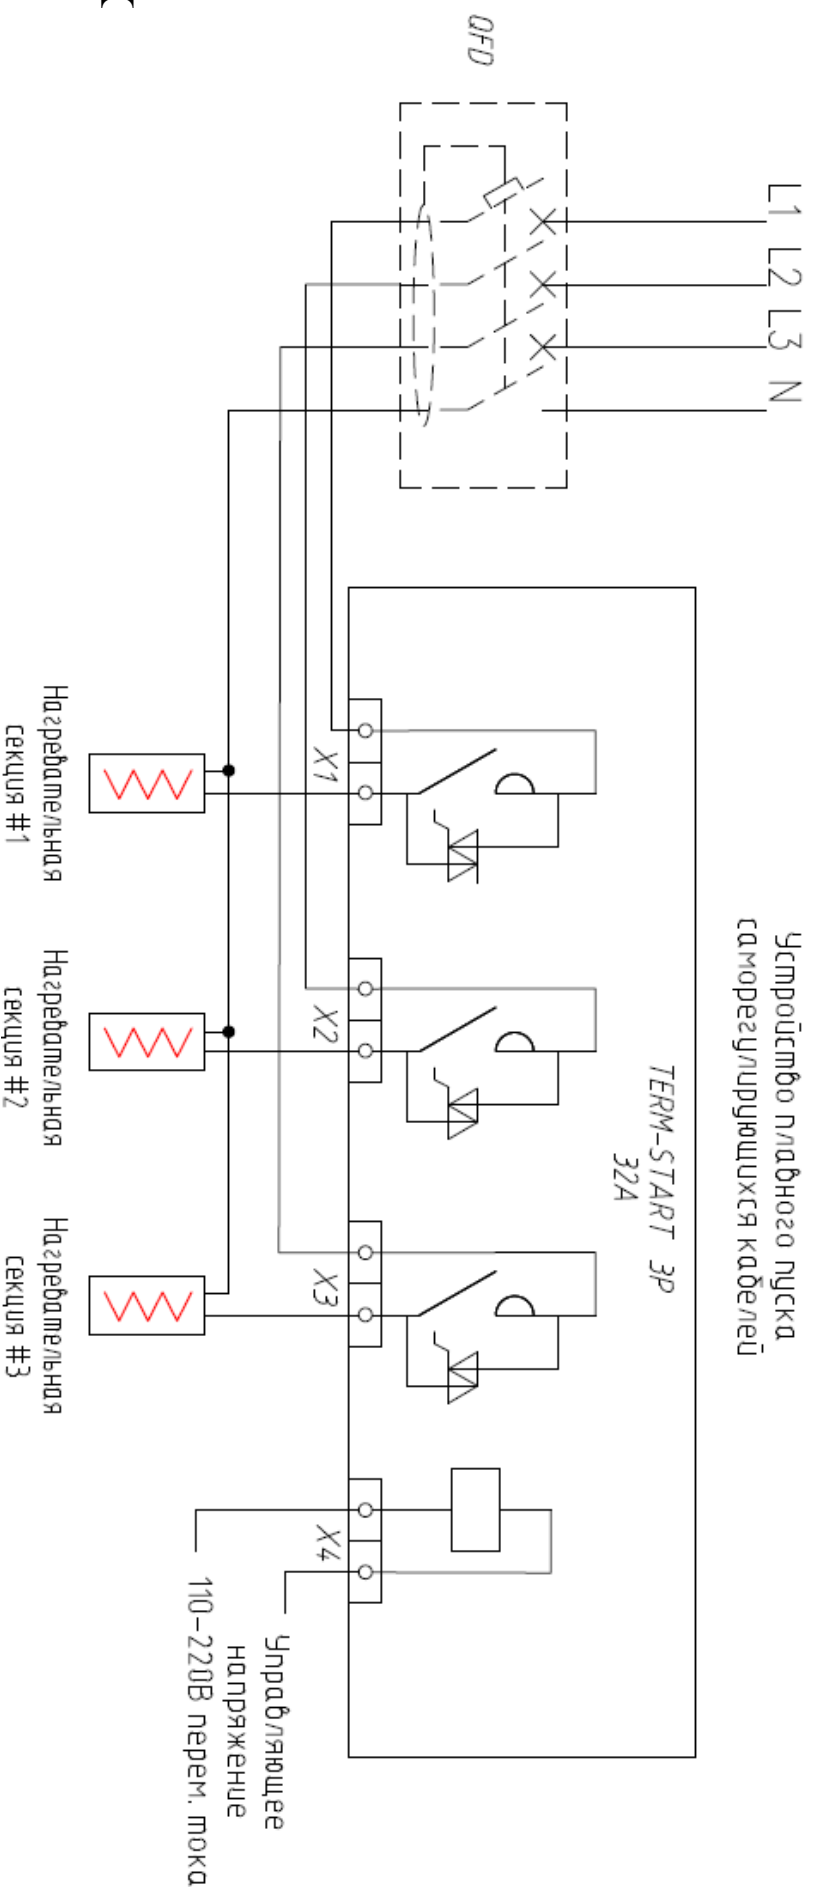 Устройство плавного пуска
саморегулирующихся кабелей
L1
L2
L3
N
QFD
TERM-START 3P
32A
X1
X2
X3
X4
Управляющее
напряжение
110-220В перем. тока
Нагревательная
секция #1
Нагревательная
секция #2
Нагревательная
секция #3